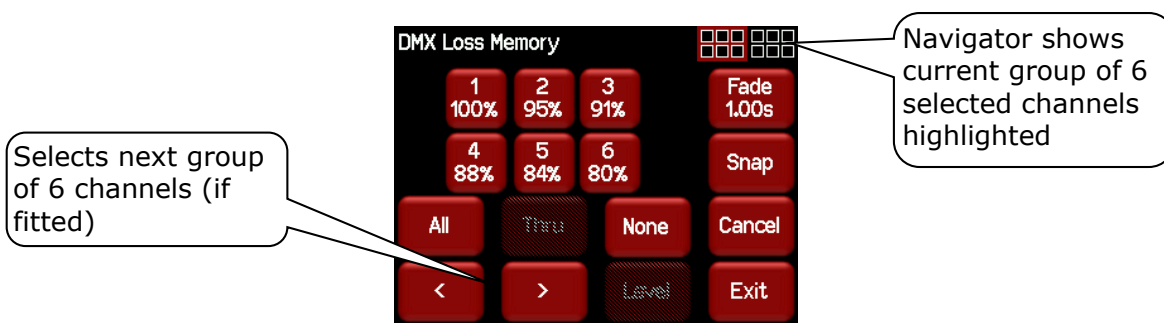 DMX Loss Memory
Navigator shows
current group of 6
selected channels
highlighted
1
100%
2
95%
3
91%
Fade
1.00s
Selects next group
of 6 channels (if
fitted)
4
88%
5
84%
6
80%
Snap
All
Thru
None
Cancel
<
>
Level
Exit